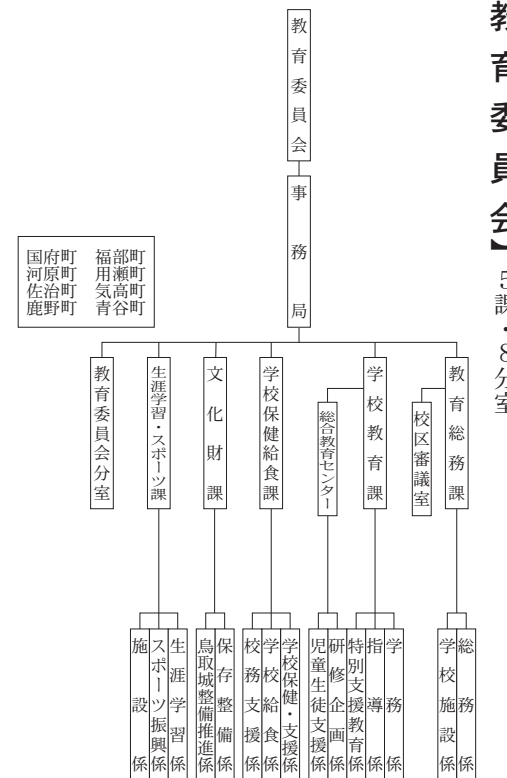 教育委員会】
5課・8分室
教育委員会
事務局
教育総務課
校区審議室
学校教育課
総合教育センター
学校保健給食課
文化財課
生涯学習・スポーツ課
教育委員会分室
国府町 福部町
河原町 用瀬町
佐治町 気高町
鹿野町 青谷町
総務係
学校施設係
学務係
指導係
特別支援教育係
研修企画係
児童生徒支援係
学校保健・支援係
学校給食係
校務支援係
保存整備係
鳥取城整備推進係
生涯学習係
スポーツ振興係
施設係